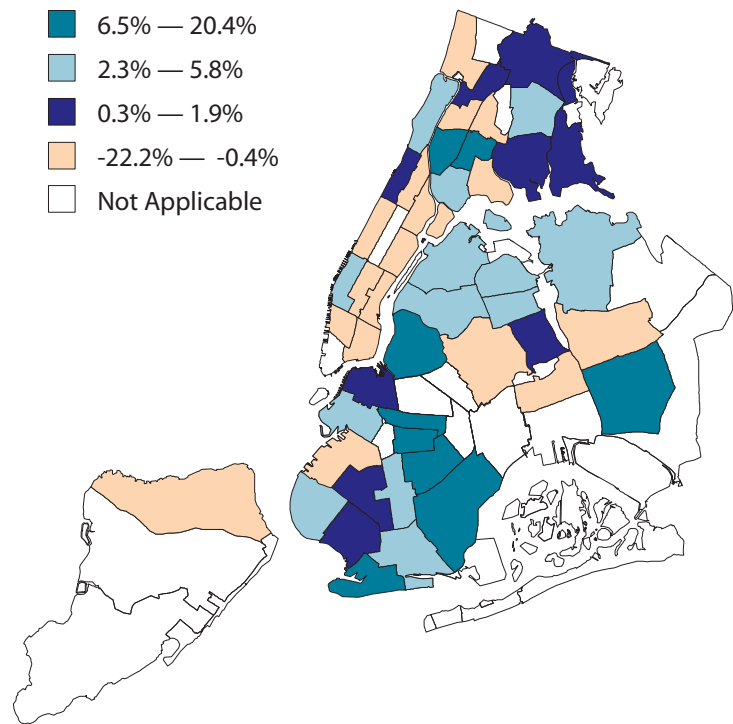 6.5% — 20.4%
2.3% — 5.8%
0.3% — 1.9%
-22.2% — -0.4%
Not Applicable